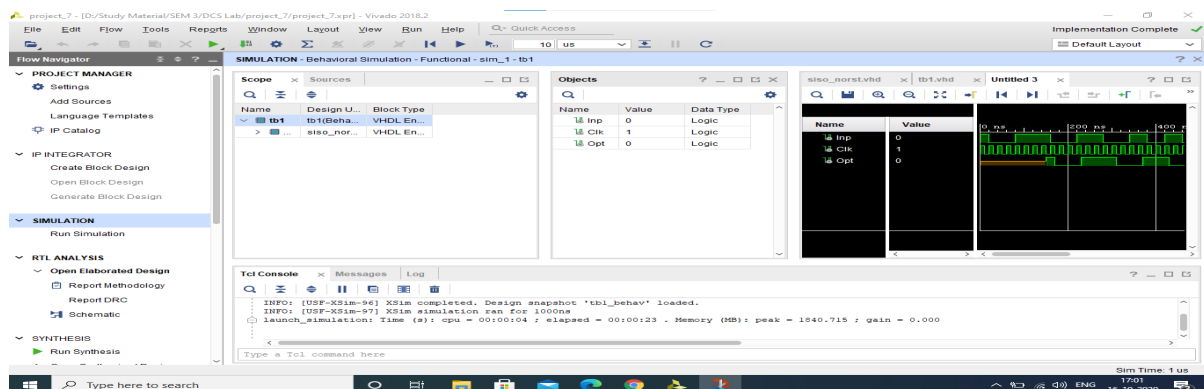 project_7 - [D:/Study Material/SEM 3/DCS Lab/project_7/project_7.xpr] - Vivado 2018.2
File Edit Flow Tools Reports Window Layout View Run Help Q- Quick Access Implementation Complete
10 us Default Layout
Flow Navigator SIMULATION - Behavioral Simulation - Functional - sim_1 - tb1
PROJECT MANAGER
Settings
Add Sources
Language Templates
IP Catalog
IP INTEGRATOR
Create Block Design
Open Block Design
Generate Block Design
SIMULATION
Run Simulation
RTL ANALYSIS
Open Elaborated Design
Report Methodology
Report DRC
Schematic
SYNTHESIS
Run Synthesis
Scope Sources
Name Design U... Block Type
tb1 tb1(Beha... VHDL En...
... siso_nor... VHDL En...
Objects
Name Value Data Type
Inp 0 Logic
Clk 1 Logic
Opt 0 Logic
siso_norst.vhd tb1.vhd Untitled 3
Name Value 0 ns 200 ns 400
Inp 0
Clk 1
Opt 0
Tcl Console Messages Log
INFO: [USF-XSim-96] XSim completed. Design snapshot 'tb1_behav' loaded.
INFO: [USF-XSim-97] XSim simulation ran for 1000ns
launch_simulation: Time (s): cpu = 00:00:04 ; elapsed = 00:00:23 . Memory (MB): peak = 1840.715 ; gain = 0.000
Type a Tcl command here
Sim Time: 1 us
Type here to search
ENG 17:01